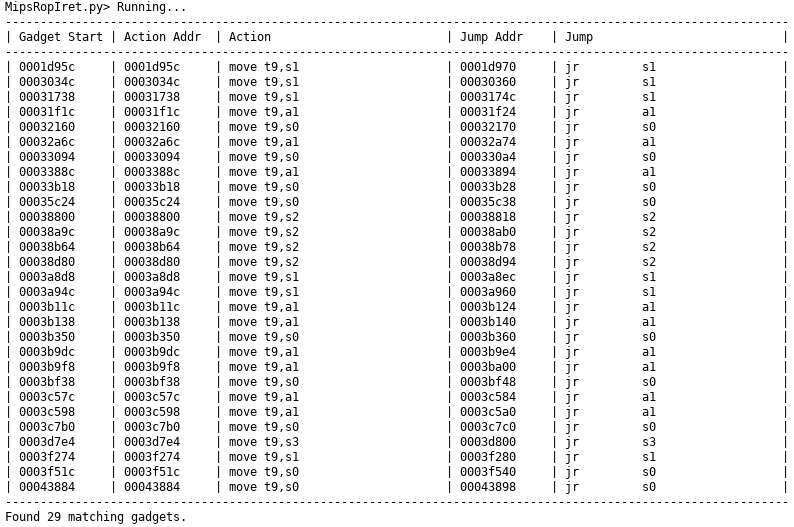 MipsRopIret.py> Running...
----------------------------------------------------------------------------------------------------------------
| Gadget Start | Action Addr  | Action                         | Jump Addr    | Jump                           |
----------------------------------------------------------------------------------------------------------------
| 0001d95c     | 0001d95c     | move t9,s1                     | 0001d970     | jr         s1                  |
| 0003034c     | 0003034c     | move t9,s1                     | 00030360     | jr         s1                  |
| 00031738     | 00031738     | move t9,s1                     | 0003174c     | jr         s1                  |
| 00031f1c     | 00031f1c     | move t9,a1                     | 00031f24     | jr         a1                  |
| 00032160     | 00032160     | move t9,s0                     | 00032170     | jr         s0                  |
| 00032a6c     | 00032a6c     | move t9,a1                     | 00032a74     | jr         a1                  |
| 00033094     | 00033094     | move t9,s0                     | 000330a4     | jr         s0                  |
| 0003388c     | 0003388c     | move t9,a1                     | 00033894     | jr         a1                  |
| 00033b18     | 00033b18     | move t9,s0                     | 00033b28     | jr         s0                  |
| 00035c24     | 00035c24     | move t9,s0                     | 00035c38     | jr         s0                  |
| 00038800     | 00038800     | move t9,s2                     | 00038818     | jr         s2                  |
| 00038a9c     | 00038a9c     | move t9,s2                     | 00038ab0     | jr         s2                  |
| 00038b64     | 00038b64     | move t9,s2                     | 00038b78     | jr         s2                  |
| 00038d80     | 00038d80     | move t9,s2                     | 00038d94     | jr         s2                  |
| 0003a8d8     | 0003a8d8     | move t9,s1                     | 0003a8ec     | jr         s1                  |
| 0003a94c     | 0003a94c     | move t9,s1                     | 0003a960     | jr         s1                  |
| 0003b11c     | 0003b11c     | move t9,a1                     | 0003b124     | jr         a1                  |
| 0003b138     | 0003b138     | move t9,a1                     | 0003b140     | jr         a1                  |
| 0003b350     | 0003b350     | move t9,s0                     | 0003b360     | jr         s0                  |
| 0003b9dc     | 0003b9dc     | move t9,a1                     | 0003b9e4     | jr         a1                  |
| 0003b9f8     | 0003b9f8     | move t9,a1                     | 0003ba00     | jr         a1                  |
| 0003bf38     | 0003bf38     | move t9,s0                     | 0003bf48     | jr         s0                  |
| 0003c57c     | 0003c57c     | move t9,a1                     | 0003c584     | jr         a1                  |
| 0003c598     | 0003c598     | move t9,a1                     | 0003c5a0     | jr         a1                  |
| 0003c7b0     | 0003c7b0     | move t9,s0                     | 0003c7c0     | jr         s0                  |
| 0003d7e4     | 0003d7e4     | move t9,s3                     | 0003d800     | jr         s3                  |
| 0003f274     | 0003f274     | move t9,s1                     | 0003f280     | jr         s1                  |
| 0003f51c     | 0003f51c     | move t9,s0                     | 0003f540     | jr         s0                  |
| 00043884     | 00043884     | move t9,s0                     | 00043898     | jr         s0                  |
----------------------------------------------------------------------------------------------------------------
Found 29 matching gadgets.